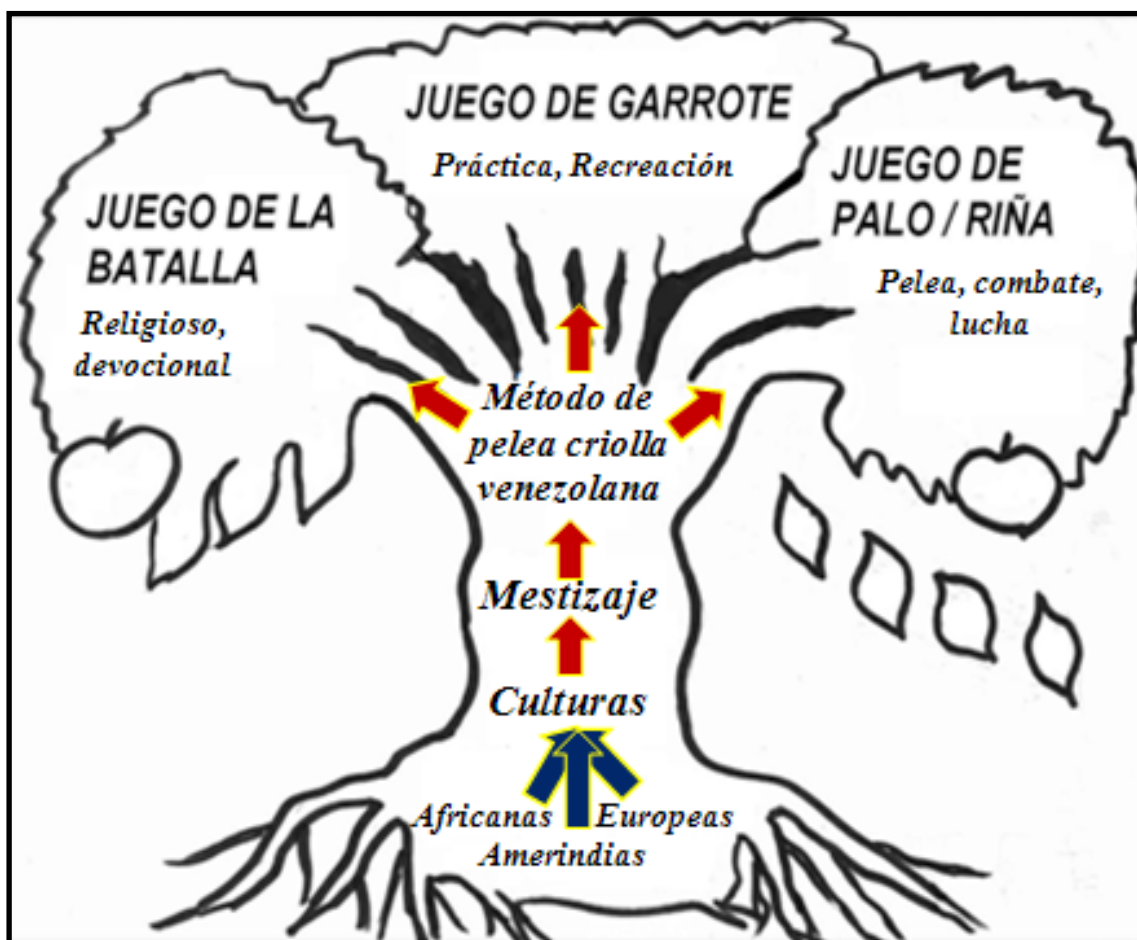 JUEGO DE GARROTE
Práctica, Recreación
JUEGO DE LA
BATALLA
Religioso,
devocional
JUEGO DE
PALO / RIÑA
Pelea, combate,
lucha
Método de
pelea criolla
venezolana
Mestizaje
Culturas
Africanas Europeas
Amerindias